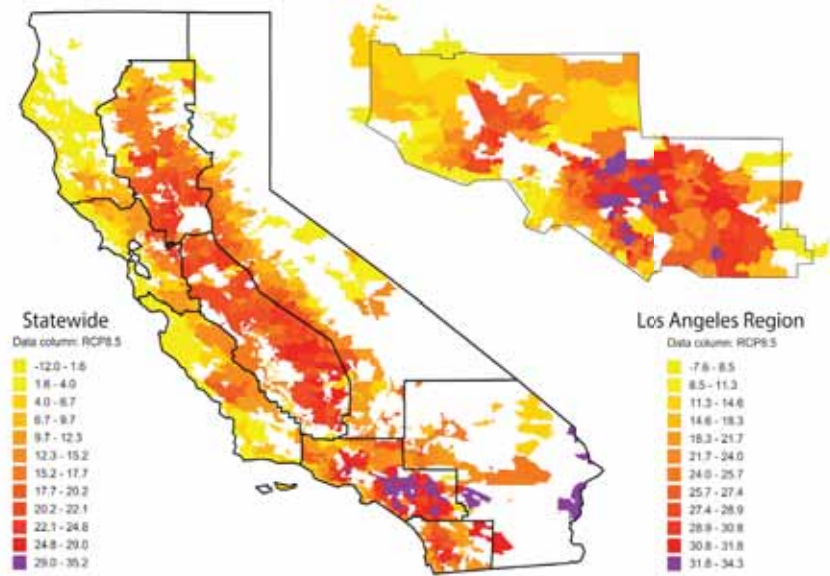 Statewide
Data column: RCP8.5
-12.0 - 1.6
1.6 - 4.0
4.0 - 6.7
6.7 - 9.7
9.7 - 12.3
12.3 - 15.2
15.2 - 17.7
17.7 - 20.2
20.2 - 22.1
22.1 - 24.8
24.8 - 29.0
29.0 - 35.2
Los Angeles Region
Data column: RCP8.5
-7.6 - 8.5
8.5 - 11.3
11.3 - 14.6
14.6 - 18.3
18.3 - 21.7
21.7 - 24.0
24.0 - 25.7
25.7 - 27.4
27.4 - 28.9
28.9 - 30.8
30.8 - 31.8
31.8 - 34.3